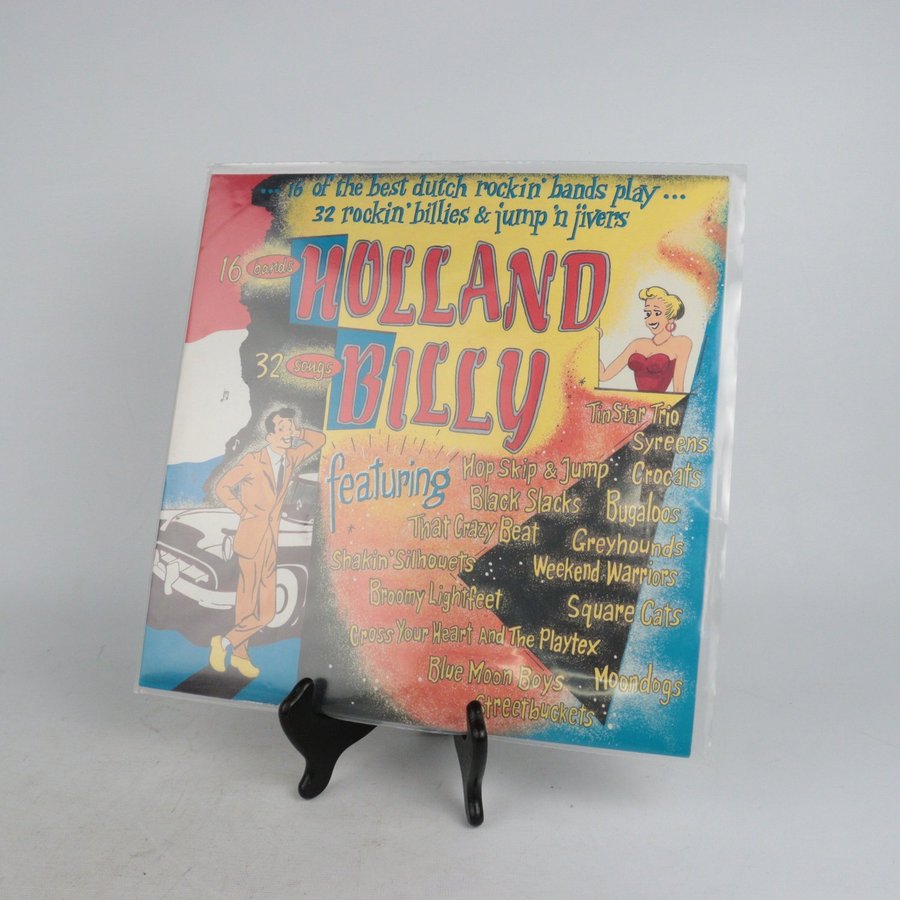 ... 16 of the best dutch rockin' bands play ...
32 rockin' billies & jump 'n jivers
16 bands
HOLLAND
32 songs
BILLY
featuring
Tin Star Trio
Syreens
Hop Skip & Jump Crocats
Black Slacks Bugaloos
That Crazy Beat Greyhounds
Shakin' Silhouets Weekend Warriors
Broomy Lightfeet Square Cats
Cross Your Heart And The Playtex
Blue Moon Boys Moondogs
Streetbuckets